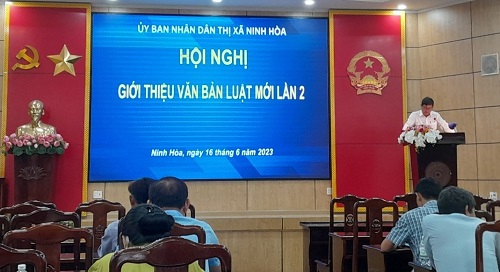 ỦY BAN NHÂN DÂN THỊ XÃ NINH HÒA
HỘI NGHỊ
GIỚI THIỆU VĂN BẢN LUẬT MỚI LẦN 2
Ninh Hòa, ngày 16 tháng 6 năm 2023